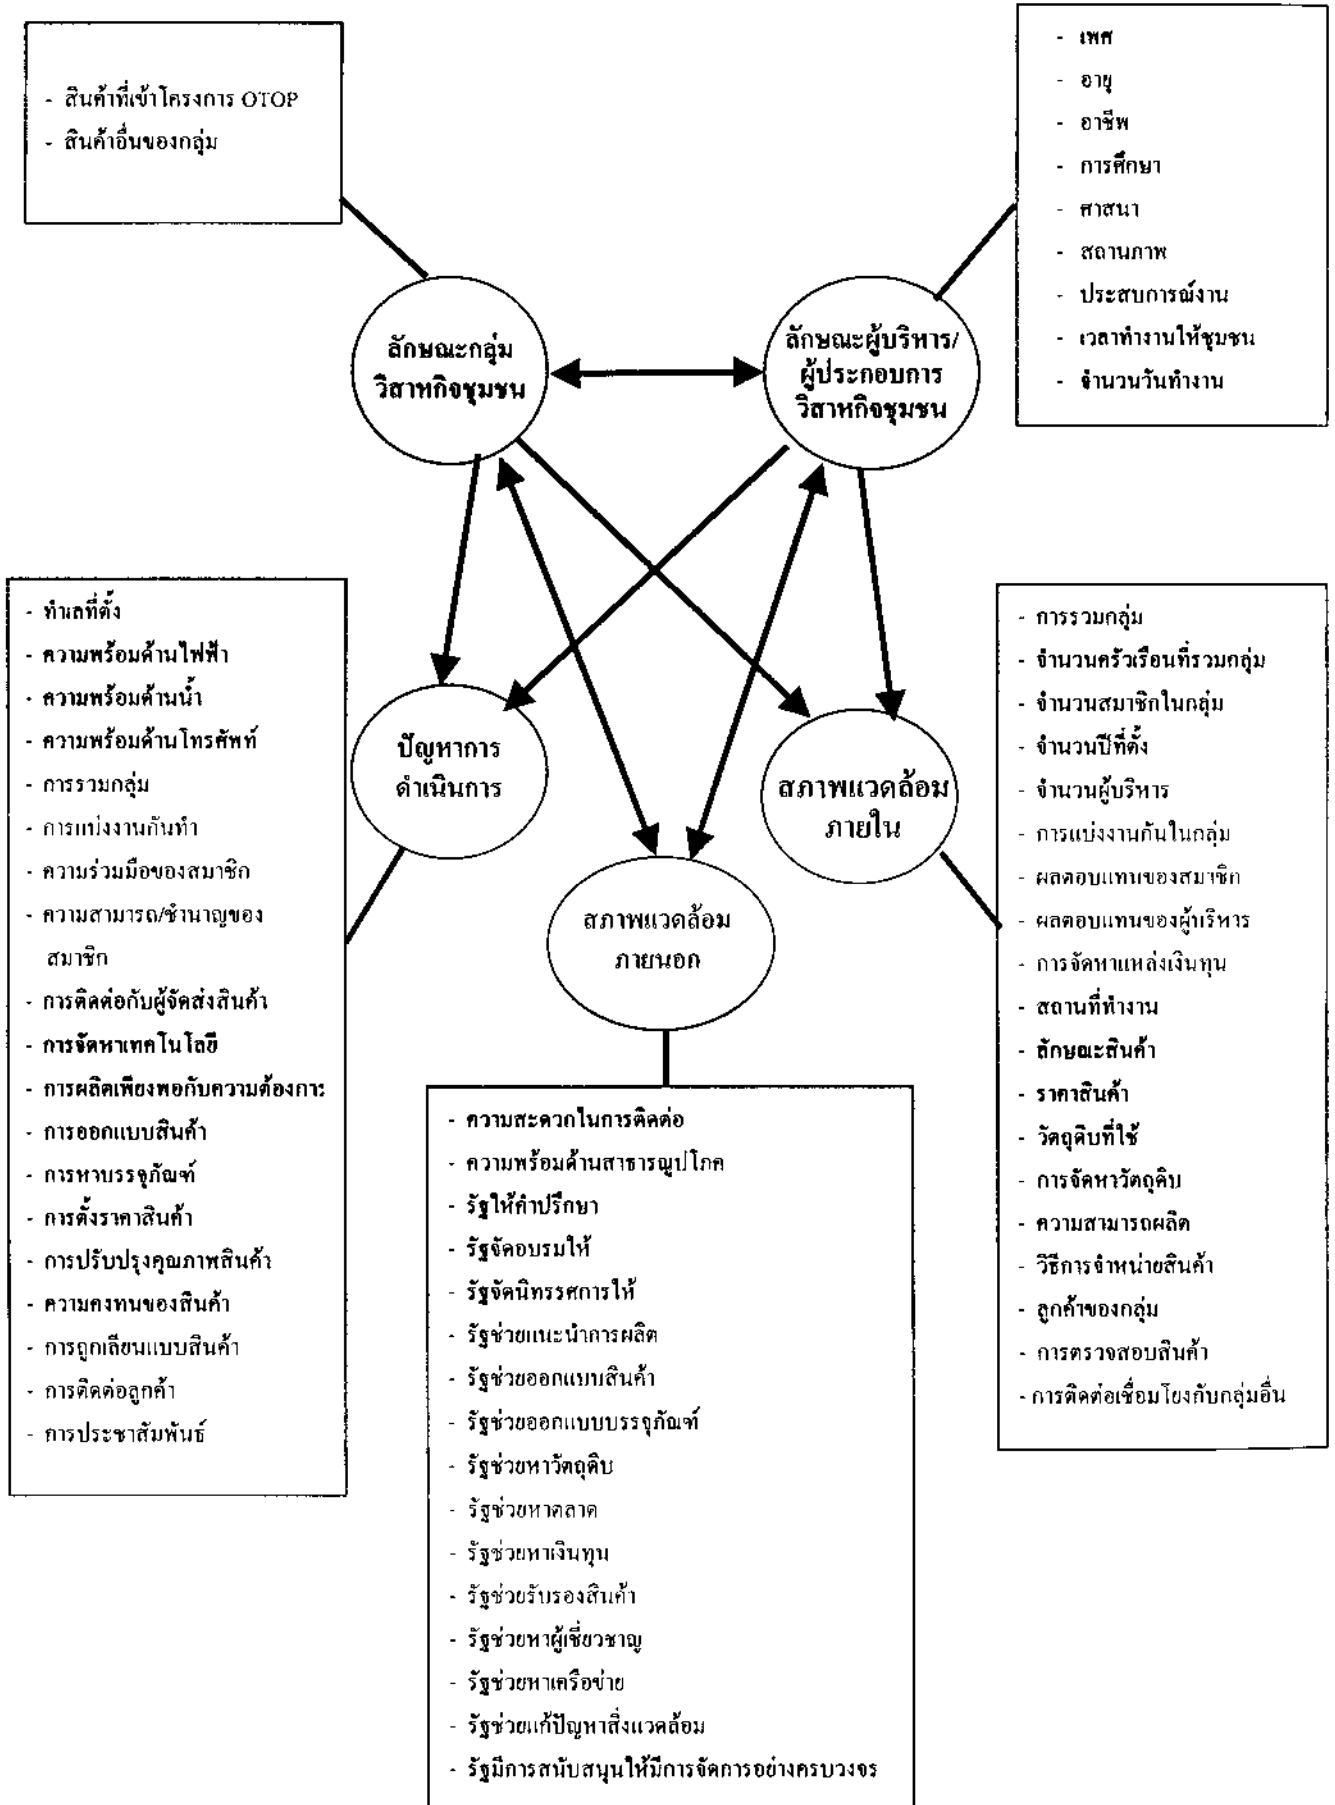 - สินค้าที่เข้าโครงการ OTOP
- สินค้าอื่นของกลุ่ม
- เพศ
- อายุ
- อาชีพ
- การศึกษา
- ศาสนา
- สถานภาพ
- ประสบการณ์งาน
- เวลาทำงานให้ชุมชน
- จำนวนวันทำงาน
ลักษณะกลุ่ม
วิสาหกิจชุมชน
ลักษณะผู้บริหาร/
ผู้ประกอบการ
วิสาหกิจชุมชน
- ทำเลที่ตั้ง
- ความพร้อมด้านไฟฟ้า
- ความพร้อมด้านน้ำ
- ความพร้อมด้านโทรศัพท์
- การรวมกลุ่ม
- การแบ่งงานกันทำ
- ความร่วมมือของสมาชิก
- ความสามารถ/ชำนาญของ
สมาชิก
- การติดต่อกับผู้จัดส่งสินค้า
- การจัดหาเทคโนโลยี
- การผลิตเพียงพอกับความต้องการ
- การออกแบบสินค้า
- การหาบรรจุภัณฑ์
- การตั้งราคาสินค้า
- การปรับปรุงคุณภาพสินค้า
- ความคงทนของสินค้า
- การถูกเลียนแบบสินค้า
- การติดต่อลูกค้า
- การประชาสัมพันธ์
ปัญหาการ
ดำเนินการ
สภาพแวดล้อม
ภายนอก
สภาพแวดล้อม
ภายใน
- การรวมกลุ่ม
- จำนวนครัวเรือนที่รวมกลุ่ม
- จำนวนสมาชิกในกลุ่ม
- จำนวนปีที่ตั้ง
- จำนวนผู้บริหาร
- การแบ่งงานกันในกลุ่ม
- ผลตอบแทนของสมาชิก
- ผลตอบแทนของผู้บริหาร
- การจัดหาแหล่งเงินทุน
- สถานที่ทำงาน
- ลักษณะสินค้า
- ราคาสินค้า
- วัตถุดิบที่ใช้
- การจัดหาวัตถุดิบ
- ความสามารถผลิต
- วิธีการจำหน่ายสินค้า
- ลูกค้าของกลุ่ม
- การตรวจสอบสินค้า
- การติดต่อเชื่อมโยงกับกลุ่มอื่น
- ความสะดวกในการติดต่อ
- ความพร้อมด้านสาธารณูปโภค
- รัฐให้คำปรึกษา
- รัฐจัดอบรมให้
- รัฐจัดนิทรรศการให้
- รัฐช่วยแนะนำการผลิต
- รัฐช่วยออกแบบสินค้า
- รัฐช่วยออกแบบบรรจุภัณฑ์
- รัฐช่วยหาวัตถุดิบ
- รัฐช่วยหาตลาด
- รัฐช่วยหาเงินทุน
- รัฐช่วยรับรองสินค้า
- รัฐช่วยหาผู้เชี่ยวชาญ
- รัฐช่วยหาเครือข่าย
- รัฐช่วยแก้ปัญหาสิ่งแวดล้อม
- รัฐมีการสนับสนุนให้มีการจัดการอย่างครบวงจร